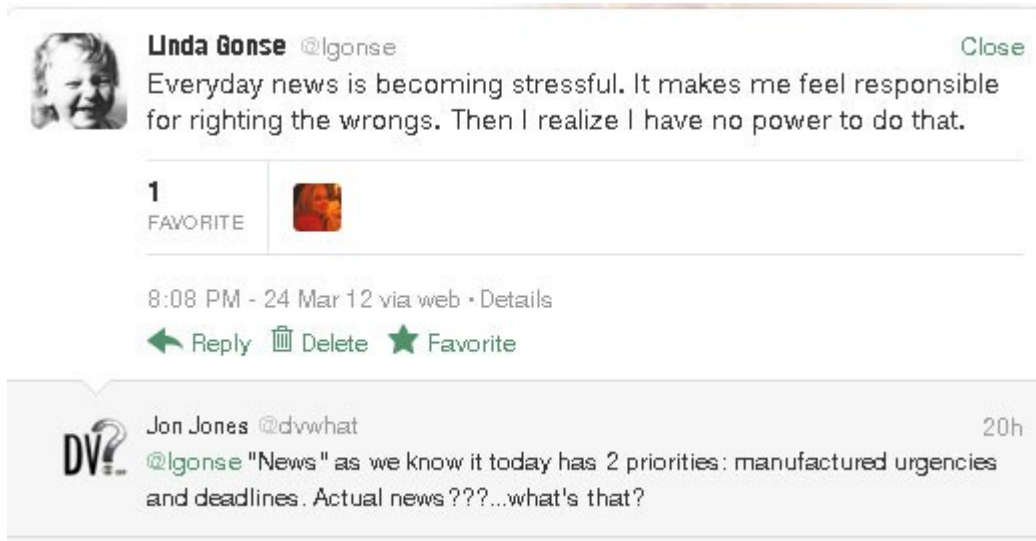 Linda Gonse @lgonse Close
Everyday news is becoming stressful. It makes me feel responsible
for righting the wrongs. Then I realize I have no power to do that.
1
FAVORITE
8:08 PM - 24 Mar 12 via web · Details
Reply Delete Favorite
DV?
Jon Jones @dvwhat 20h
@lgonse "News" as we know it today has 2 priorities: manufactured urgencies
and deadlines. Actual news???...what's that?